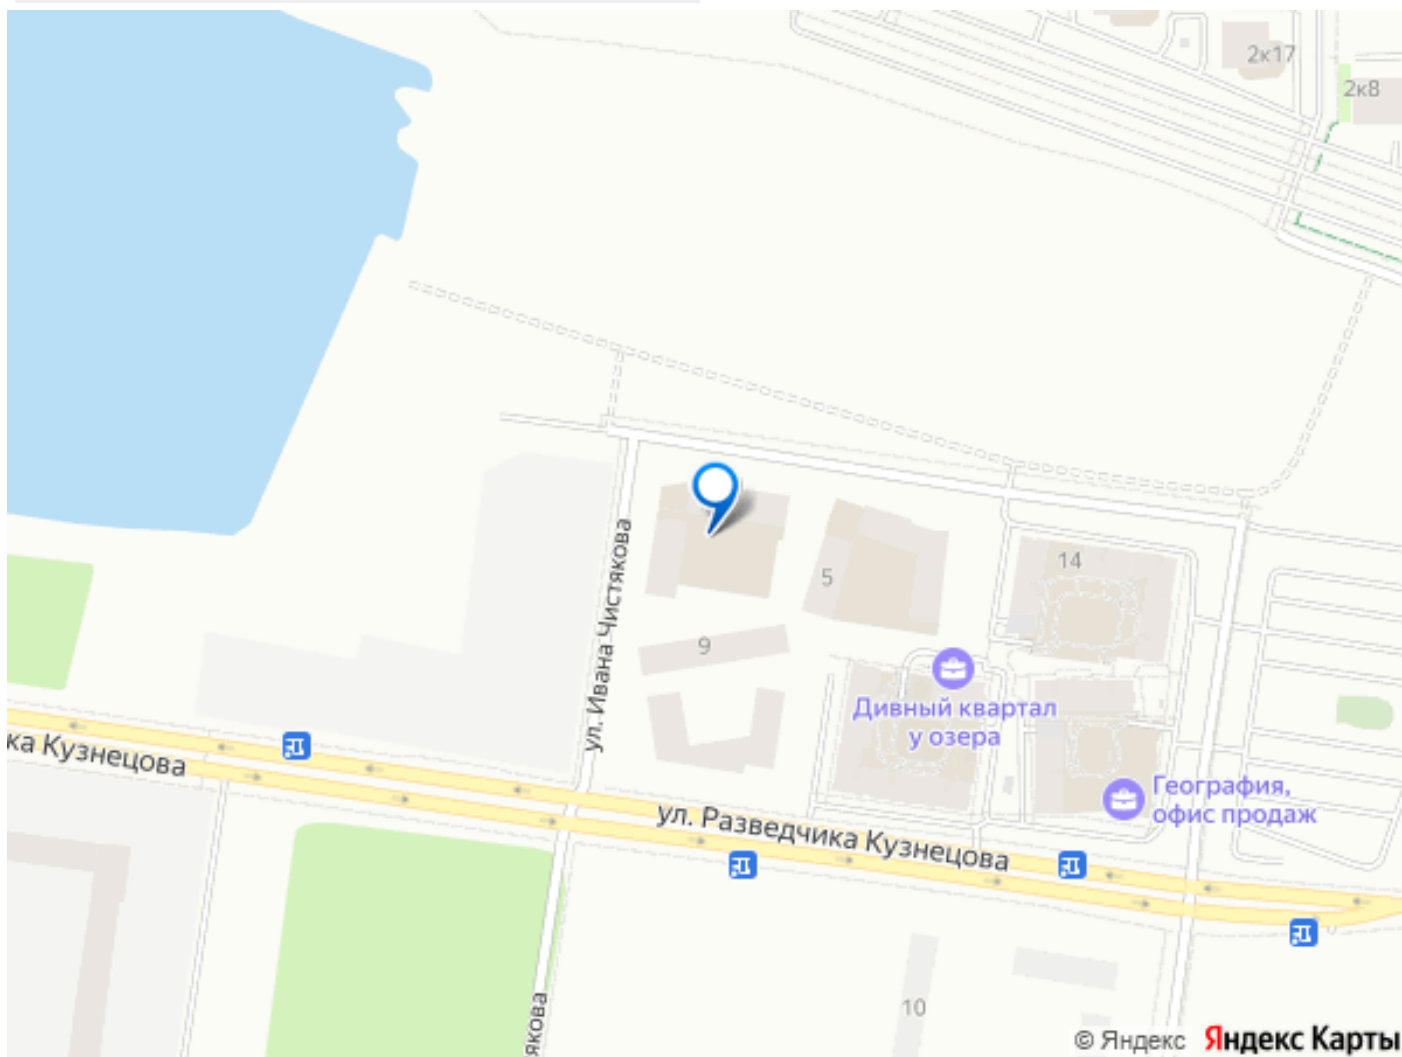 2к17
2к8
ул. Ивана Чистякова
14
5
9
Дивный квартал
у озера
География,
офис продаж
ка Кузнецова
ул. Разведчика Кузнецова
якова
10
© Яндекс Яндекс Карты